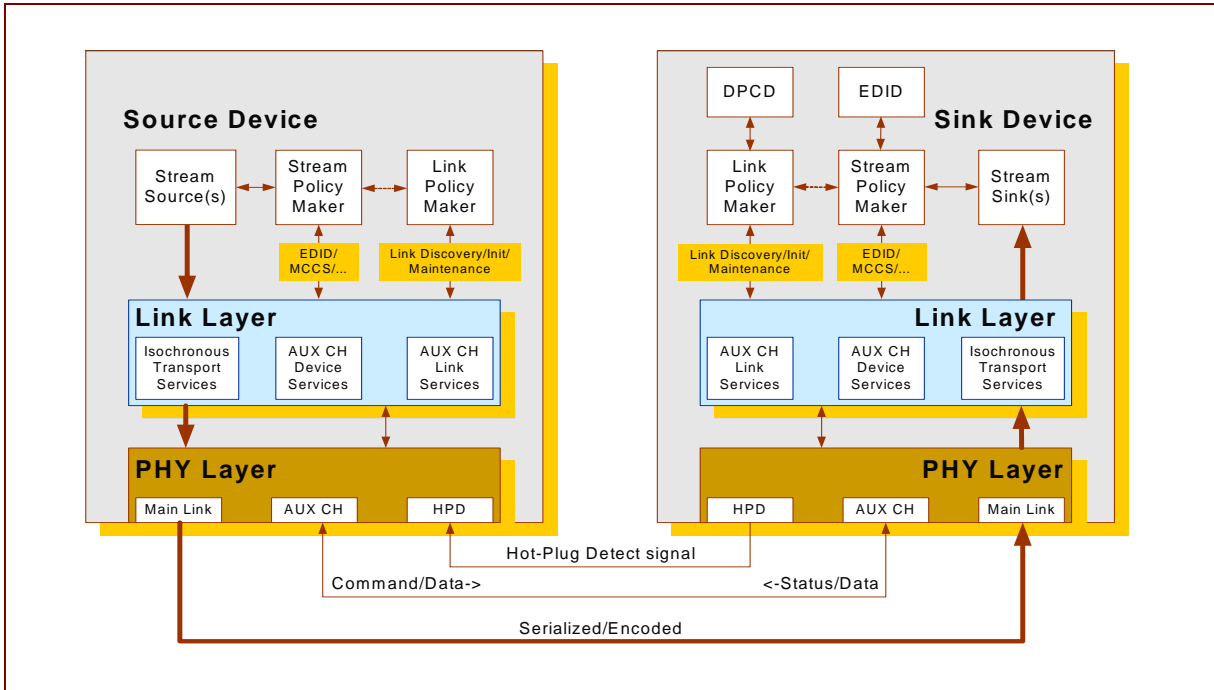 Source Device
Stream
Source(s)
Stream
Policy
Maker
Link
Policy
Maker
EDID/
MCCS/...
Link Discovery/Init/
Maintenance
Link Layer
Isochronous
Transport
Services
AUX CH
Device
Services
AUX CH
Link
Services
PHY Layer
Main Link
AUX CH
HPD
DPCD
EDID
Sink Device
Link
Policy
Maker
Stream
Policy
Maker
Stream
Sink(s)
Link Discovery/Init/
Maintenance
EDID/
MCCS/...
Link Layer
AUX CH
Link
Services
AUX CH
Device
Services
Isochronous
Transport
Services
PHY Layer
HPD
AUX CH
Main Link
Hot-Plug Detect signal
Command/Data->
<-Status/Data
Serialized/Encoded